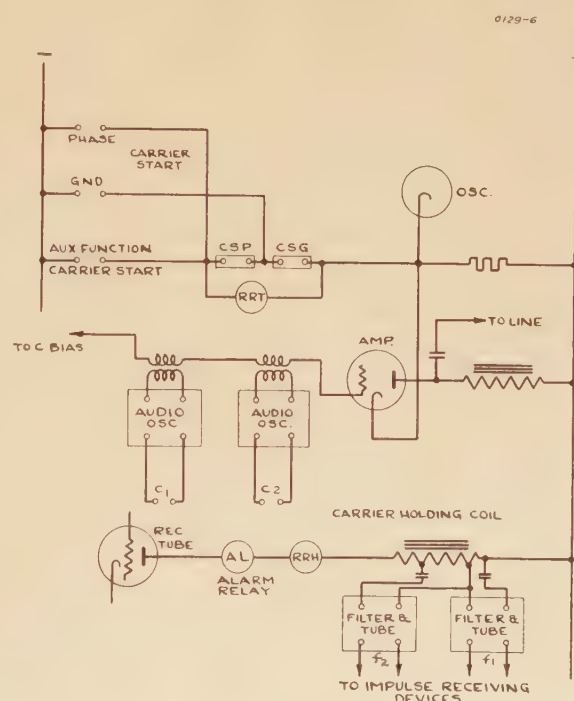 0129-6
PHASE
CARRIER
START
GND
OSC.
AUX FUNCTION
CARRIER START
CSP
CSG
RRT
TO C BIAS
AMP.
TO LINE
AUDIO
OSC
AUDIO
OSC.
C1
C2
REC
TUBE
CARRIER HOLDING COIL
AL
RRH
ALARM
RELAY
FILTER &
TUBE
FILTER &
TUBE
f2
f1
TO IMPULSE RECEIVING
DEVICES